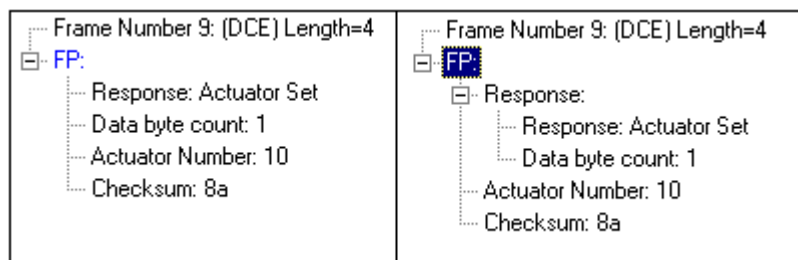 Frame Number 9: (DCE) Length=4
FP:
Response: Actuator Set
Data byte count: 1
Actuator Number: 10
Checksum: 8a
Frame Number 9: (DCE) Length=4
FP:
Response:
Response: Actuator Set
Data byte count: 1
Actuator Number: 10
Checksum: 8a